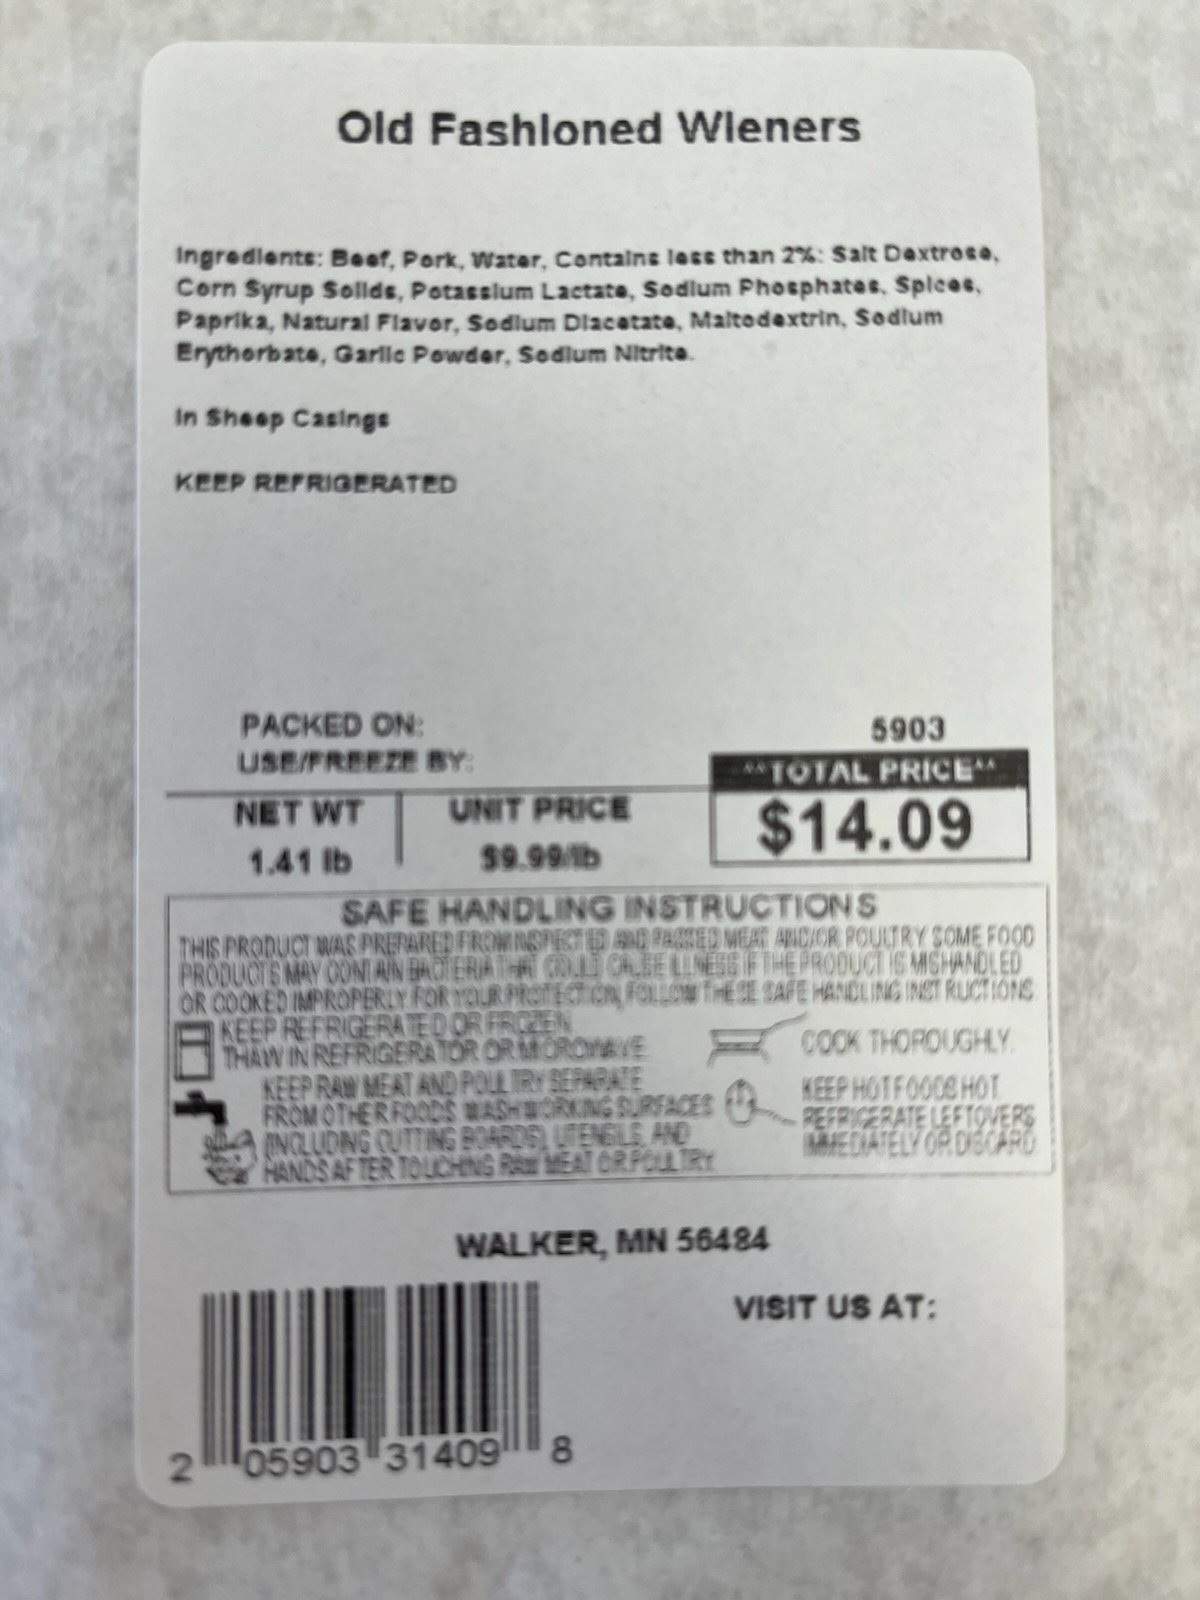 Old Fashioned Wieners
Ingredients: Beef, Pork, Water, Contains less than 2%: Salt Dextrose,
Corn Syrup Solids, Potassium Lactate, Sodium Phosphates, Spices,
Paprika, Natural Flavor, Sodium Diacetate, Maltodextrin, Sodium
Erythorbate, Garlic Powder, Sodium Nitrite.
In Sheep Casings
KEEP REFRIGERATED
PACKED ON:
USE/FREEZE BY:
5903
**TOTAL PRICE**
$14.09
NET WT
1.41 lb
UNIT PRICE
$9.99/lb
SAFE HANDLING INSTRUCTIONS
THIS PRODUCT WAS PREPARED FROM INSPECTED AND PASSED MEAT AND/OR POULTRY SOME FOOD
PRODUCTS MAY CONTAIN BACTERIA THAT COULD CAUSE ILLNESS IF THE PRODUCT IS MISHANDLED
OR COOKED IMPROPERLY FOR YOUR PROTECTION, FOLLOW THESE SAFE HANDLING INSTRUCTIONS
KEEP REFRIGERATED OR FROZEN
THAW IN REFRIGERATOR OR MICROWAVE
KEEP RAW MEAT AND POULTRY SEPARATE
FROM OTHER FOODS WASH WORKING SURFACES
(INCLUDING CUTTING BOARDS), UTENSILS, AND
HANDS AFTER TOUCHING RAW MEAT OR POULTRY
COOK THOROUGHLY.
KEEP HOT FOODS HOT
REFRIGERATE LEFTOVERS
IMMEDIATELY OR DISCARD
WALKER, MN 56484
VISIT US AT:
2 05903 31409 8